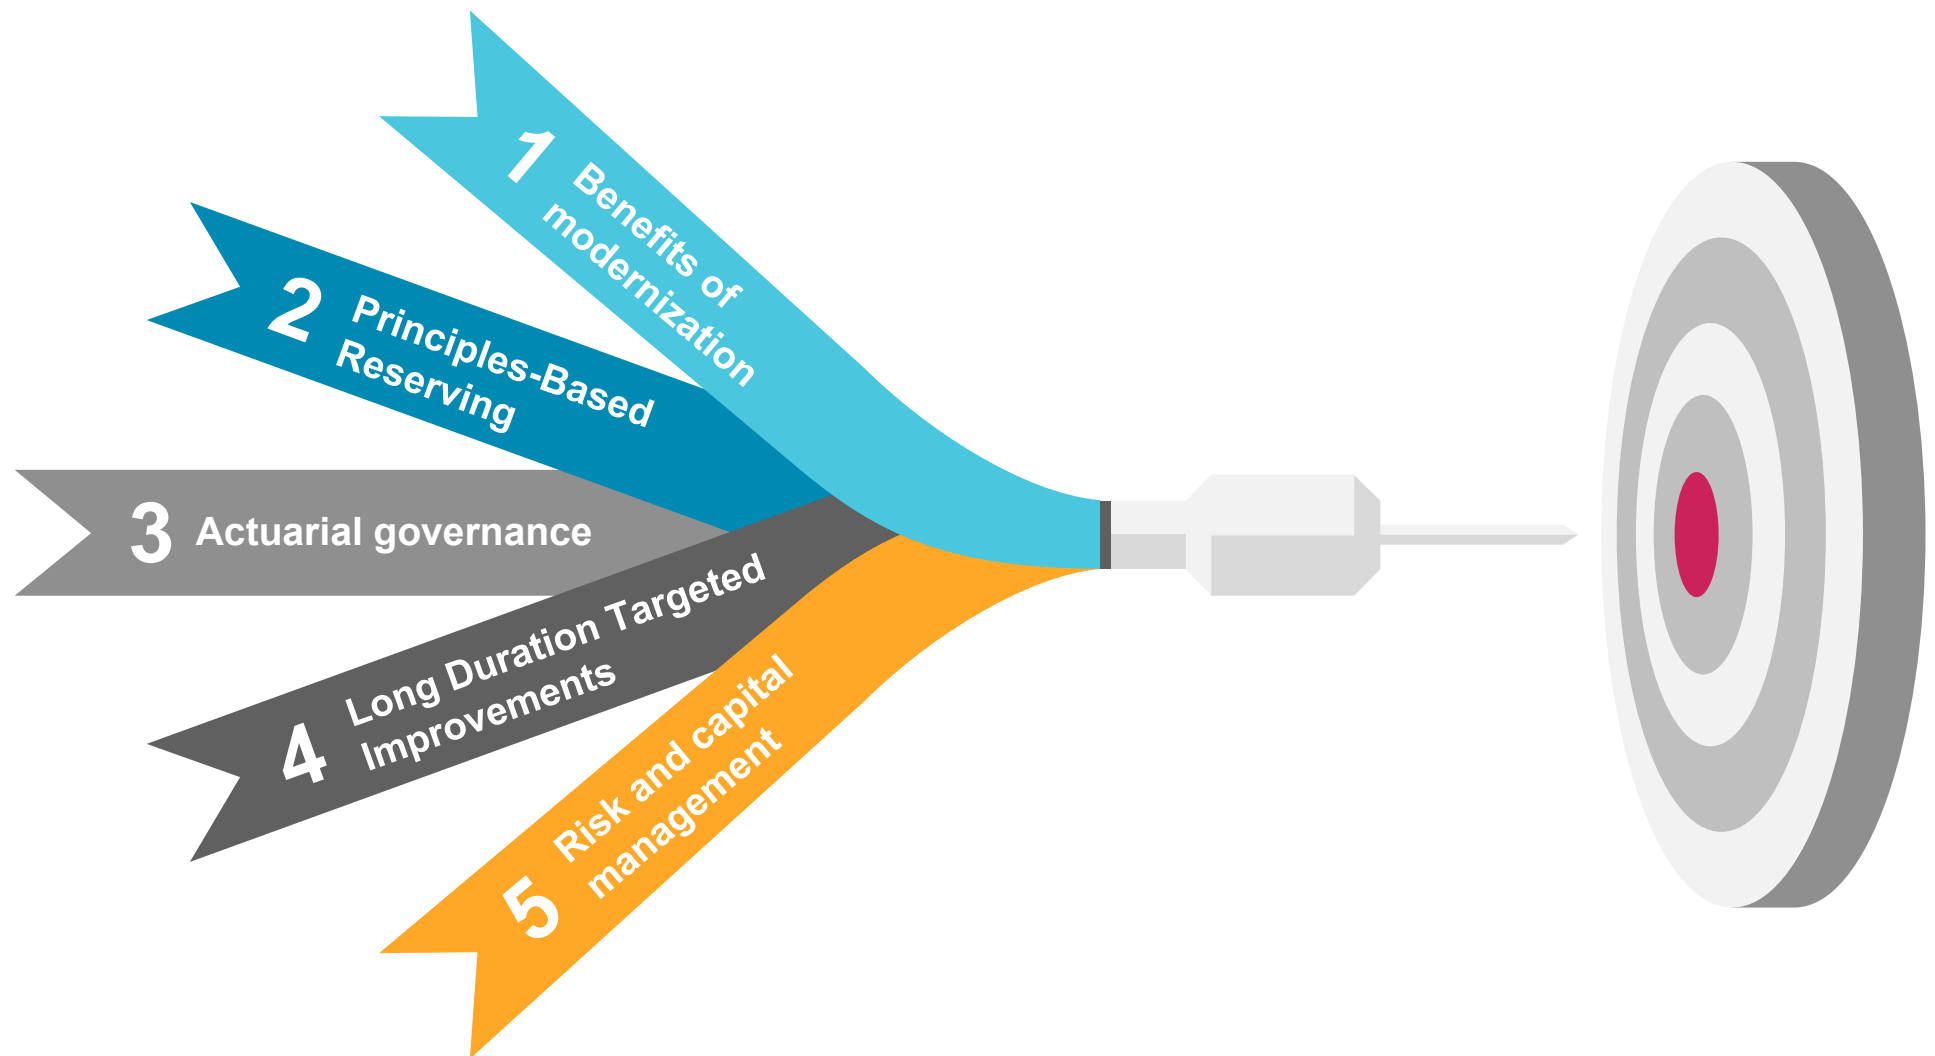 1
Benefits of
modernization
2
Principles-Based
Reserving
3
Actuarial governance
4
Long Duration Targeted
Improvements
5
Risk and capital
management